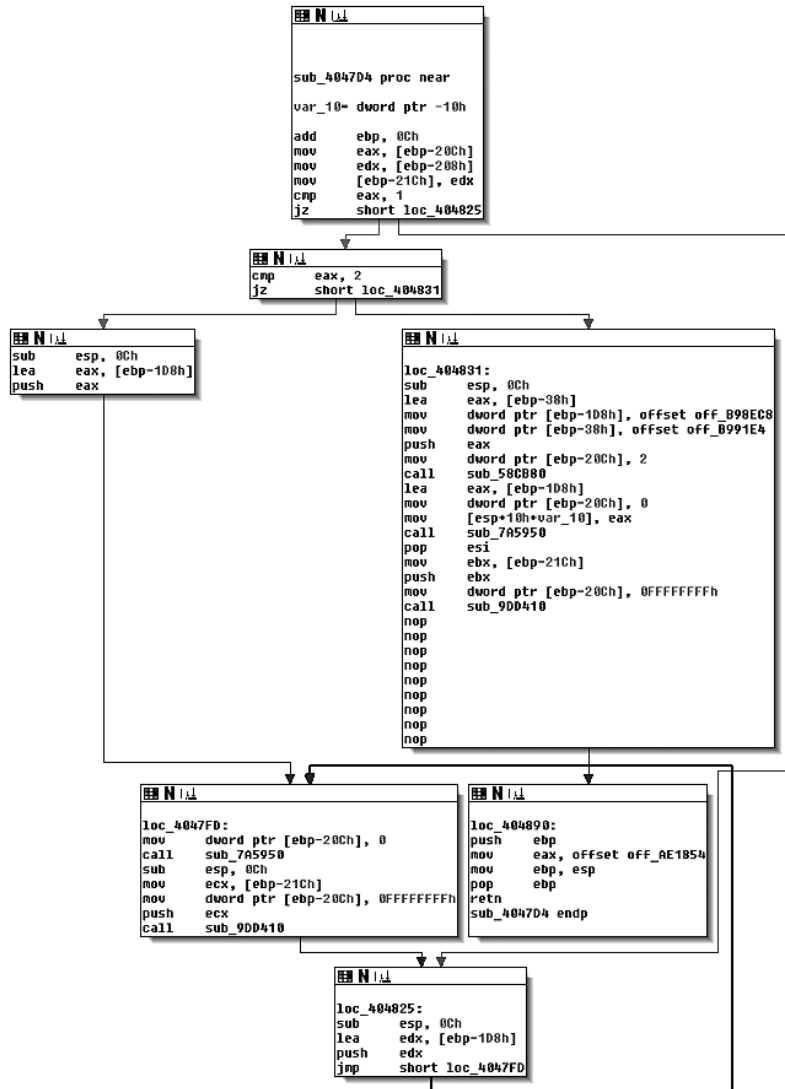 sub_4047D4 proc near
var_10= dword ptr -10h
add ebp, 0Ch
mov eax, [ebp-20Ch]
mov edx, [ebp-208h]
mov [ebp-21Ch], edx
cmp eax, 1
jz short loc_404825
cmp eax, 2
jz short loc_404831
sub esp, 0Ch
lea eax, [ebp-1D8h]
push eax
loc_404831:
sub esp, 0Ch
lea eax, [ebp-38h]
mov dword ptr [ebp-1D8h], offset off_B98EC8
mov dword ptr [ebp-38h], offset off_B991E4
push eax
mov dword ptr [ebp-20Ch], 2
call sub_58CB80
lea eax, [ebp-1D8h]
mov dword ptr [ebp-20Ch], 0
mov [esp+10h+var_10], eax
call sub_7A5950
pop esi
mov ebx, [ebp-21Ch]
push ebx
mov dword ptr [ebp-20Ch], 0FFFFFFFFh
call sub_9DD410
nop
nop
nop
nop
nop
nop
nop
nop
nop
loc_4047FD:
mov dword ptr [ebp-20Ch], 0
call sub_7A5950
sub esp, 0Ch
mov ecx, [ebp-21Ch]
mov dword ptr [ebp-20Ch], 0FFFFFFFFh
push ecx
call sub_9DD410
loc_404890:
push ebp
mov eax, offset off_AE1854
mov ebp, esp
pop ebp
retn
sub_4047D4 endp
loc_404825:
sub esp, 0Ch
lea edx, [ebp-1D8h]
push edx
jmp short loc_4047FD